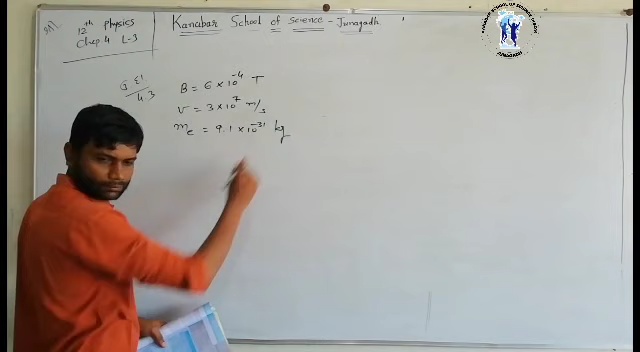 12th Physics
Chap 4 L-3
Kanabar School of Science - Junagadh
B = 6 × 10⁻⁴ T
v = 3 × 10⁷ m/s
mₑ = 9.1 × 10⁻³¹ kg
JUNAGADH